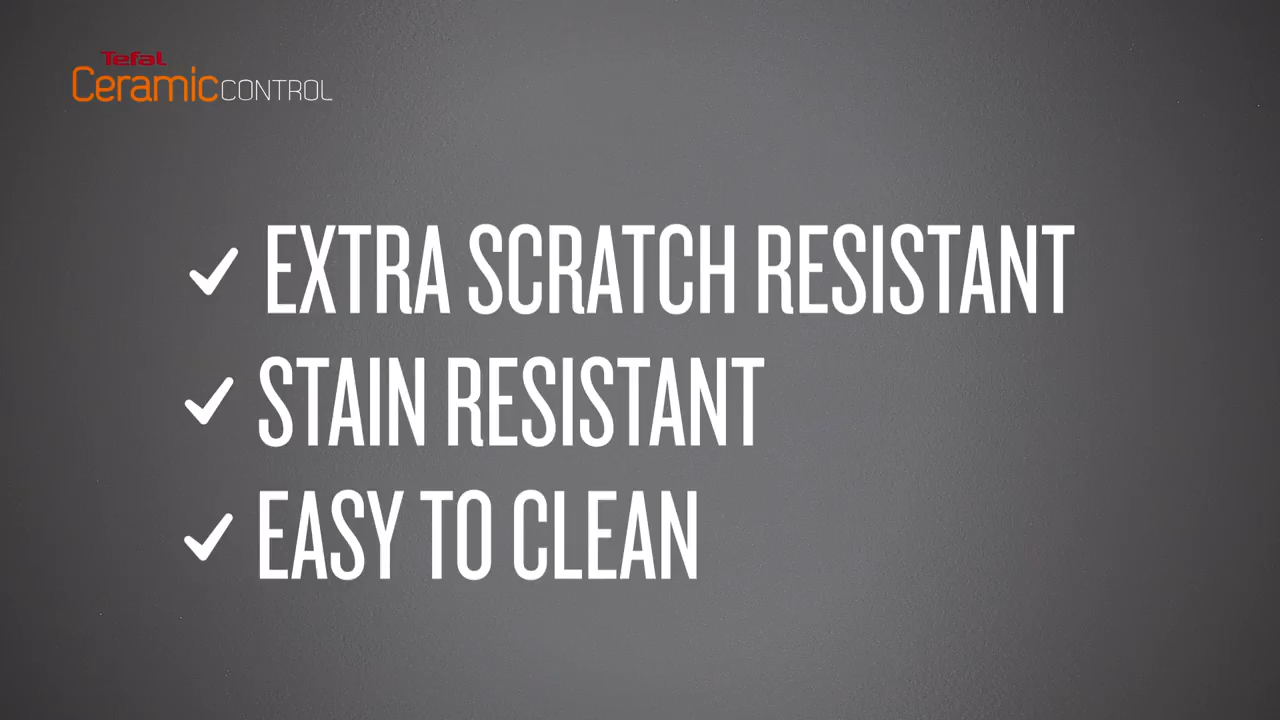 Tefal
Ceramic CONTROL
EXTRA SCRATCH RESISTANT
STAIN RESISTANT
EASY TO CLEAN